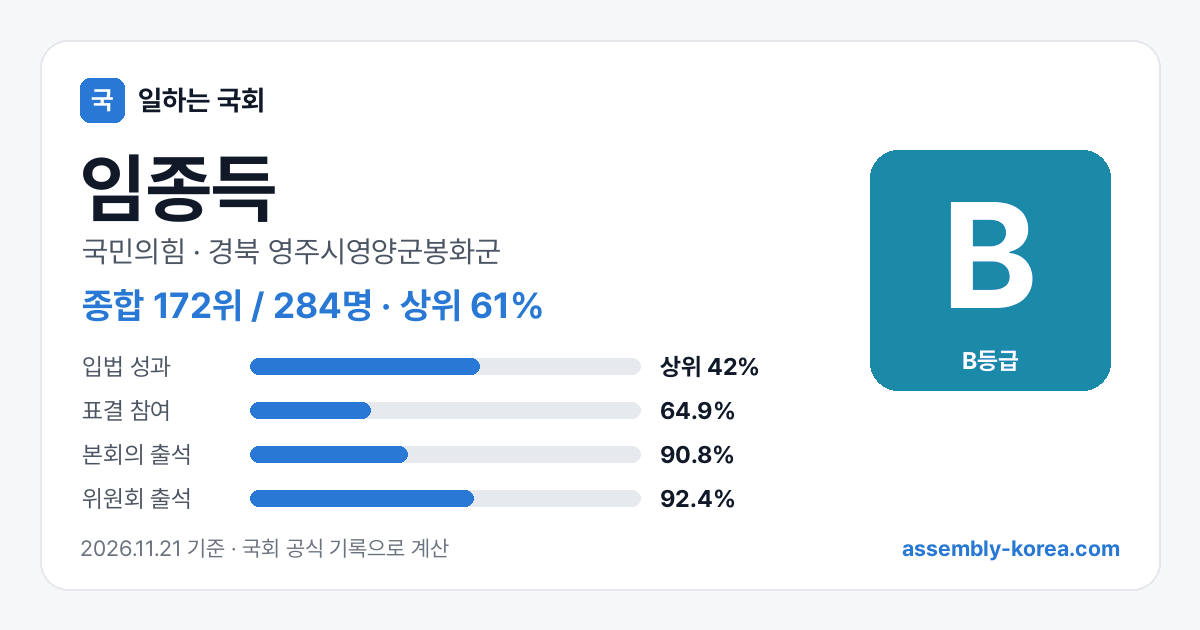 국 일하는 국회
임종득
국민의힘 · 경북 영주시영양군봉화군
종합 172위 / 284명 · 상위 61%
B
B등급
입법 성과 상위 42%
표결 참여 64.9%
본회의 출석 90.8%
위원회 출석 92.4%
2026.11.21 기준 · 국회 공식 기록으로 계산
assembly-korea.com